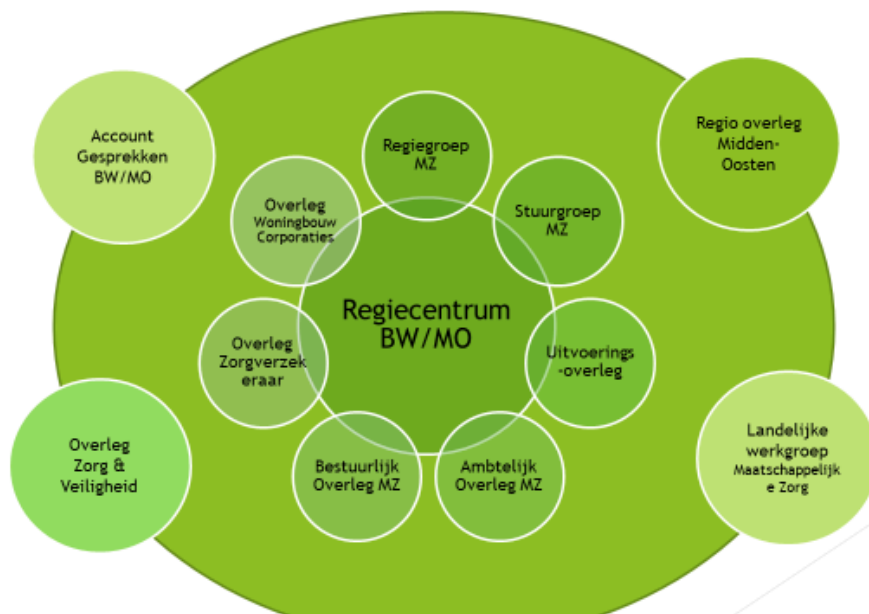 Account
Gesprekken
BW/MO
Regio overleg
Midden-
Oosten
Regiegroep
MZ
Overleg
Woningbouw
Corporaties
Stuurgroep
MZ
Regiecentrum
BW/MO
Overleg
Zorgverzek
eraar
Uitvoerings
-overleg
Bestuurlijk
Overleg MZ
Ambtelijk
Overleg MZ
Overleg
Zorg &
Veiligheid
Landelijke
werkgroep
Maatschappelijk
e Zorg